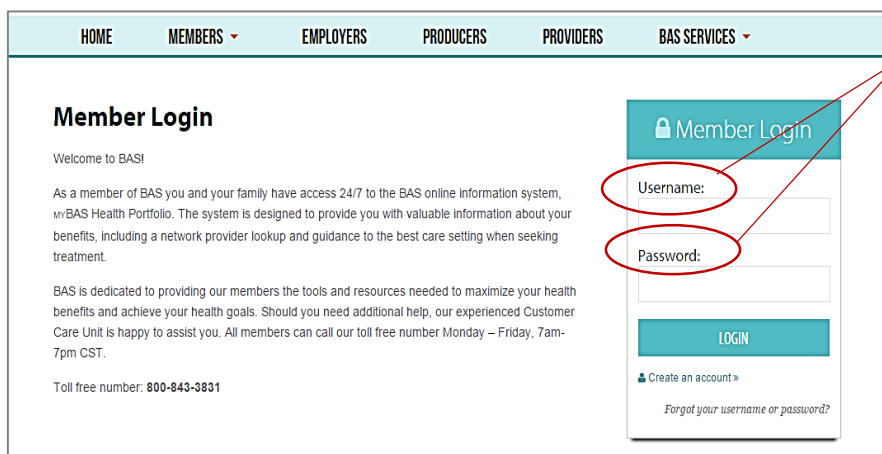 HOME MEMBERS EMPLOYERS PRODUCERS PROVIDERS BAS SERVICES
Member Login
Welcome to BAS!
As a member of BAS you and your family have access 24/7 to the BAS online information system,
MYBAS Health Portfolio. The system is designed to provide you with valuable information about your
benefits, including a network provider lookup and guidance to the best care setting when seeking
treatment.
BAS is dedicated to providing our members the tools and resources needed to maximize your health
benefits and achieve your health goals. Should you need additional help, our experienced Customer
Care Unit is happy to assist you. All members can call our toll free number Monday – Friday, 7am-
7pm CST.
Toll free number: 800-843-3831
Member Login
Username:
Password:
LOGIN
Create an account »
Forgot your username or password?